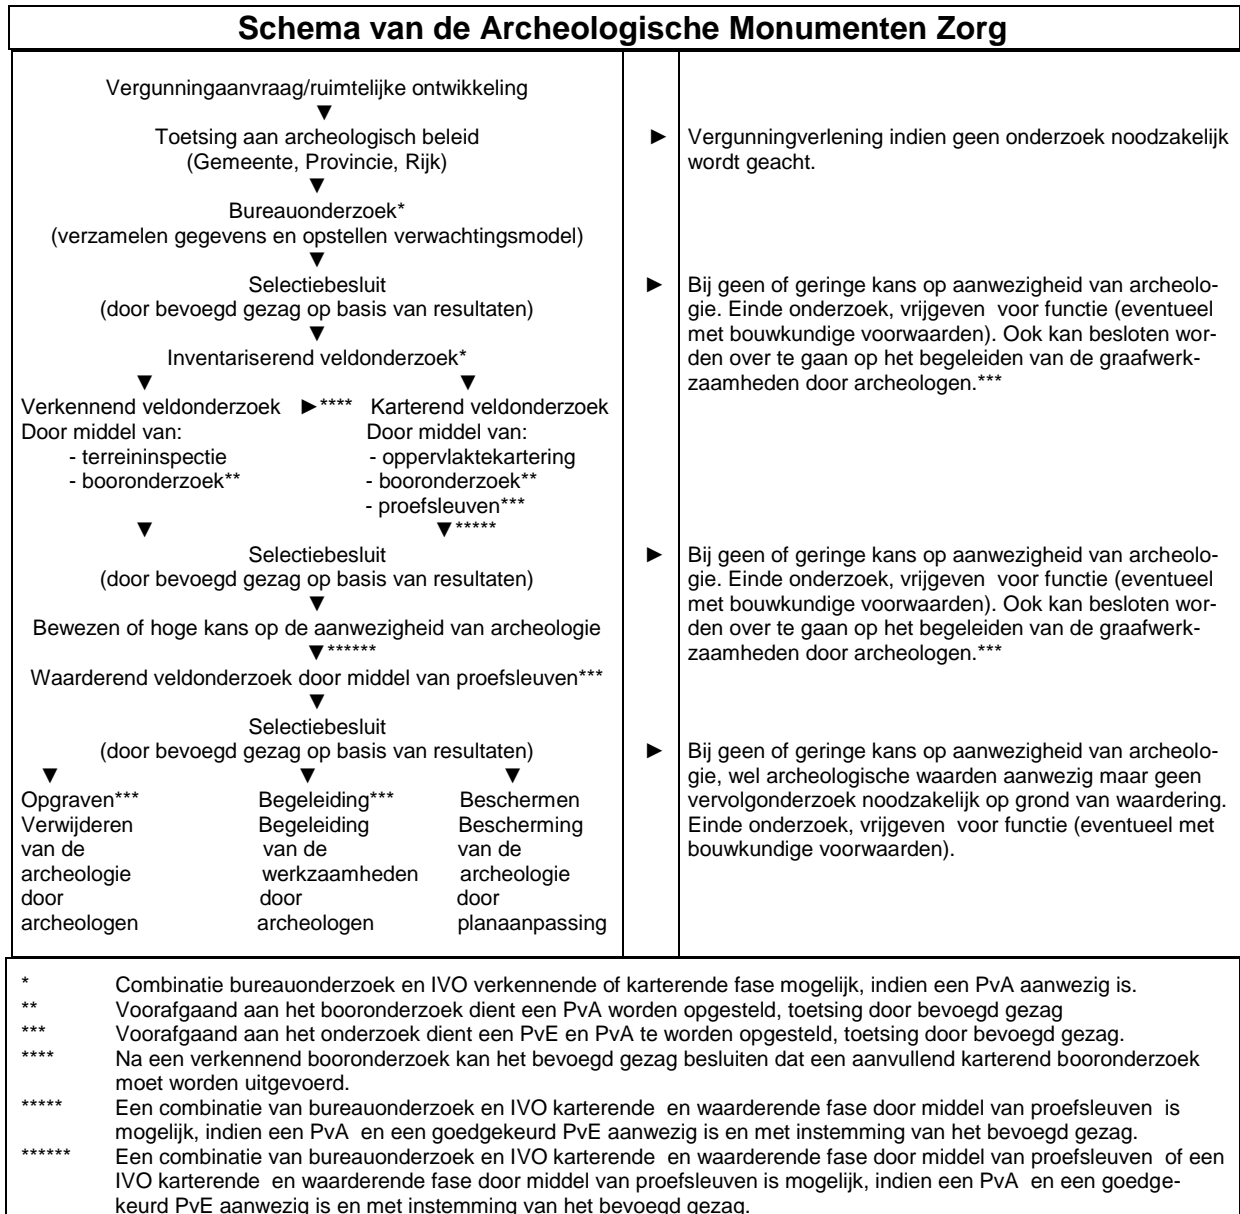 Schema van de Archeologische Monumenten Zorg
Vergunningaanvraag/ruimtelijke ontwikkeling
▼
Toetsing aan archeologisch beleid
(Gemeente, Provincie, Rijk)
► Vergunningverlening indien geen onderzoek noodzakelijk
wordt geacht.
▼
Bureauonderzoek*
(verzamelen gegevens en opstellen verwachtingsmodel)
▼
Selectiebesluit
(door bevoegd gezag op basis van resultaten)
► Bij geen of geringe kans op aanwezigheid van archeolo-
gie. Einde onderzoek, vrijgeven voor functie (eventueel
met bouwkundige voorwaarden). Ook kan besloten wor-
den over te gaan op het begeleiden van de graafwerk-
zaamheden door archeologen.***
▼
Inventariserend veldonderzoek*
▼ ▼
Verkennend veldonderzoek ►**** Karterend veldonderzoek
Door middel van: Door middel van:
- terreininspectie - oppervlaktekartering
- booronderzoek** - booronderzoek**
- proefsleuven***
▼ ▼*****
Selectiebesluit
(door bevoegd gezag op basis van resultaten)
► Bij geen of geringe kans op aanwezigheid van archeolo-
gie. Einde onderzoek, vrijgeven voor functie (eventueel
met bouwkundige voorwaarden). Ook kan besloten wor-
den over te gaan op het begeleiden van de graafwerk-
zaamheden door archeologen.***
▼
Bewezen of hoge kans op de aanwezigheid van archeologie
▼******
Waarderend veldonderzoek door middel van proefsleuven***
▼
Selectiebesluit
(door bevoegd gezag op basis van resultaten)
► Bij geen of geringe kans op aanwezigheid van archeolo-
gie, wel archeologische waarden aanwezig maar geen
vervolgonderzoek noodzakelijk op grond van waardering.
Einde onderzoek, vrijgeven voor functie (eventueel met
bouwkundige voorwaarden).
▼ ▼ ▼
Opgraven*** Begeleiding*** Beschermen
Verwijderen Begeleiding Bescherming
van de van de van de
archeologie werkzaamheden archeologie
door door door
archeologen archeologen planaanpassing
* Combinatie bureauonderzoek en IVO verkennende of karterende fase mogelijk, indien een PvA aanwezig is.
** Voorafgaand aan het booronderzoek dient een PvA worden opgesteld, toetsing door bevoegd gezag
*** Voorafgaand aan het onderzoek dient een PvE en PvA te worden opgesteld, toetsing door bevoegd gezag.
**** Na een verkennend booronderzoek kan het bevoegd gezag besluiten dat een aanvullend karterend booronderzoek
moet worden uitgevoerd.
***** Een combinatie van bureauonderzoek en IVO karterende en waarderende fase door middel van proefsleuven is
mogelijk, indien een PvA en een goedgekeurd PvE aanwezig is en met instemming van het bevoegd gezag.
****** Een combinatie van bureauonderzoek en IVO karterende en waarderende fase door middel van proefsleuven of een
IVO karterende en waarderende fase door middel van proefsleuven is mogelijk, indien een PvA en een goedge-
keurd PvE aanwezig is en met instemming van het bevoegd gezag.